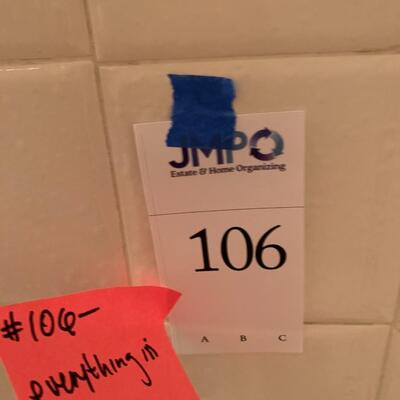 JMPO
Estate & Home Organizing
106
A B C
#106-
everything in